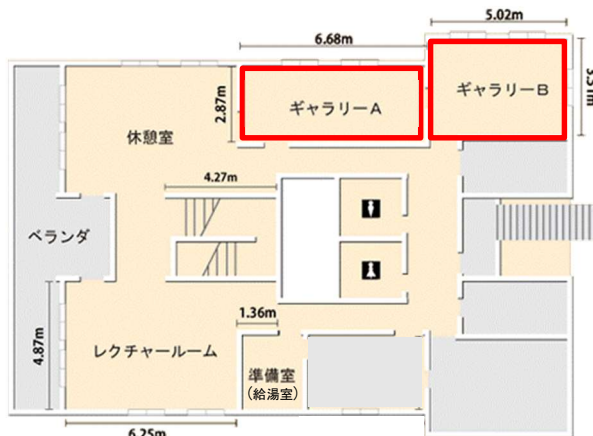 5.02m
6.68m
ギャラリーA
ギャラリーB
2.87m
休憩室
4.27m
ベランダ
1.36m
4.87m
レクチャールーム
準備室
(給湯室)
6.25m